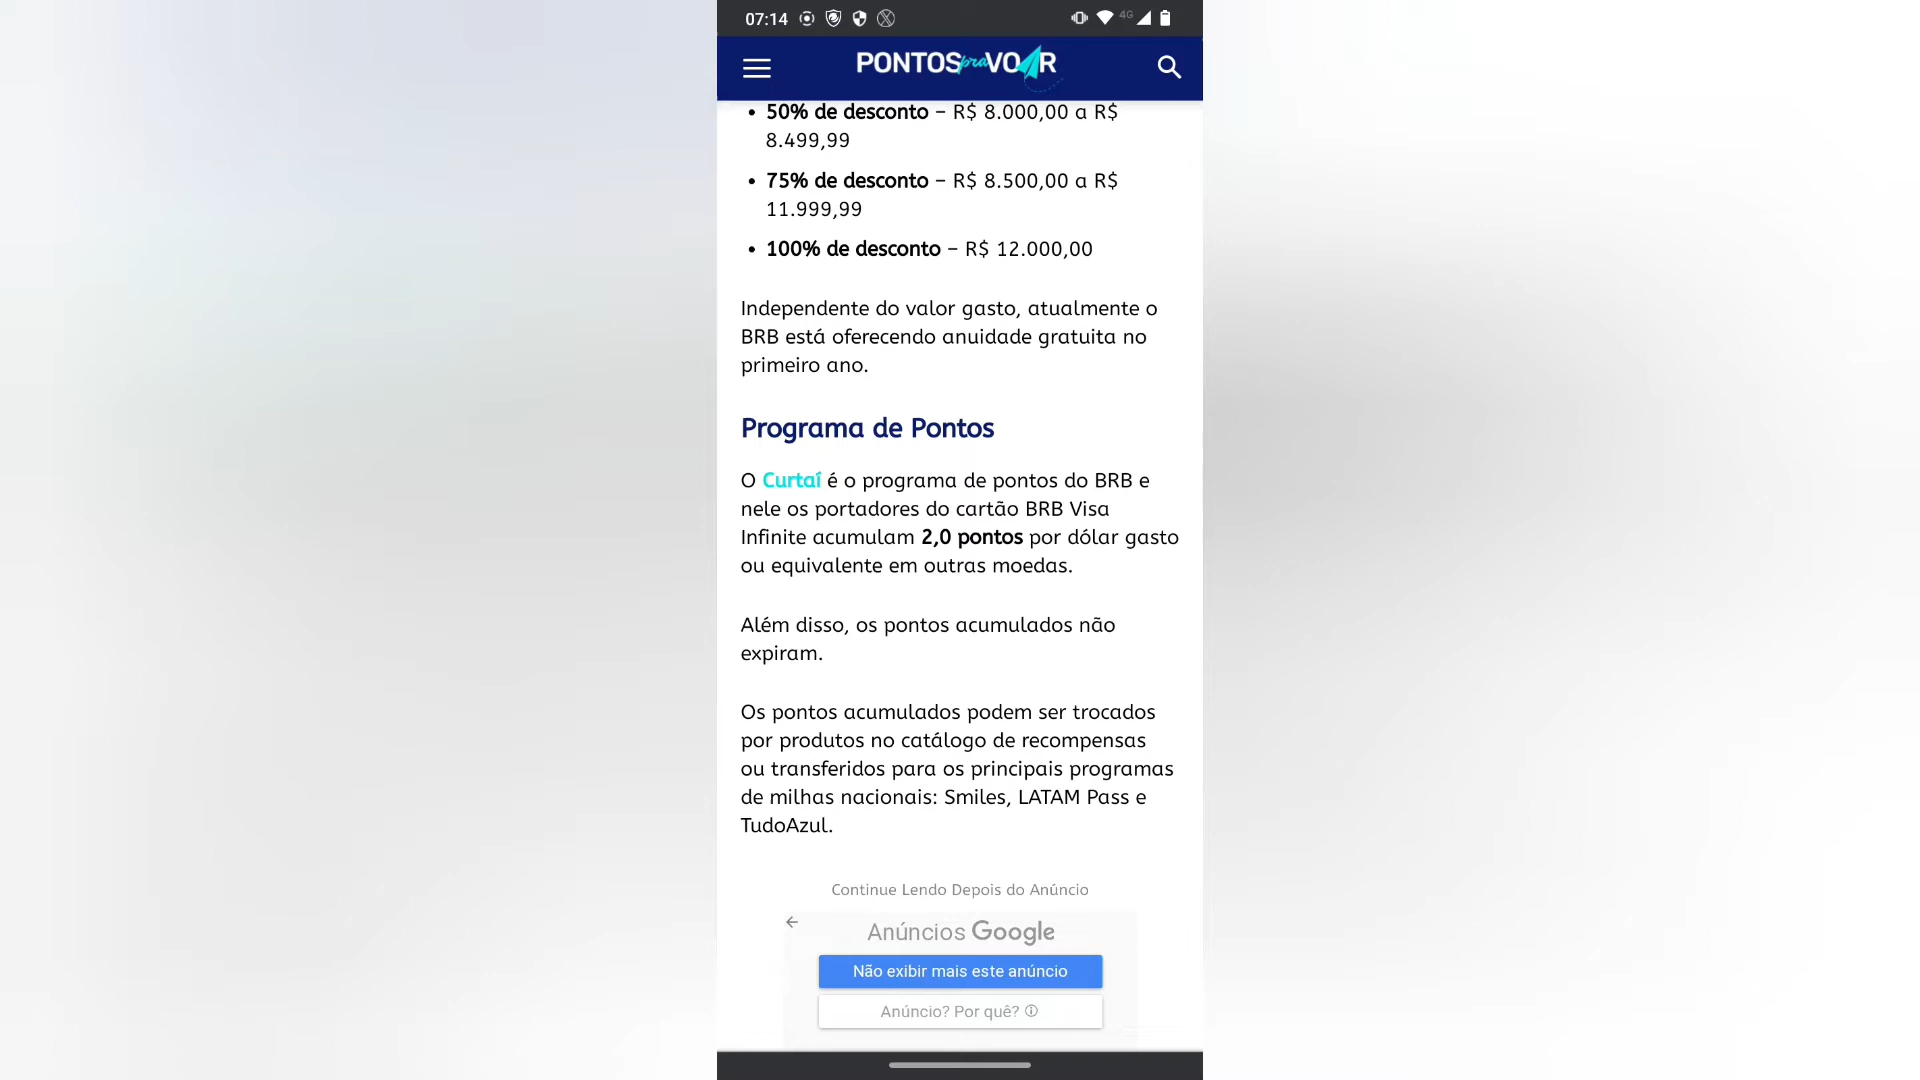 07:14
4G
PONTOS pra VOAR
• 50% de desconto – R$ 8.000,00 a R$
8.499,99
• 75% de desconto – R$ 8.500,00 a R$
11.999,99
• 100% de desconto – R$ 12.000,00
Independente do valor gasto, atualmente o
BRB está oferecendo anuidade gratuita no
primeiro ano.
Programa de Pontos
O Curtaí é o programa de pontos do BRB e
nele os portadores do cartão BRB Visa
Infinite acumulam 2,0 pontos por dólar gasto
ou equivalente em outras moedas.
Além disso, os pontos acumulados não
expiram.
Os pontos acumulados podem ser trocados
por produtos no catálogo de recompensas
ou transferidos para os principais programas
de milhas nacionais: Smiles, LATAM Pass e
TudoAzul.
Continue Lendo Depois do Anúncio
Anúncios Google
Não exibir mais este anúncio
Anúncio? Por quê?